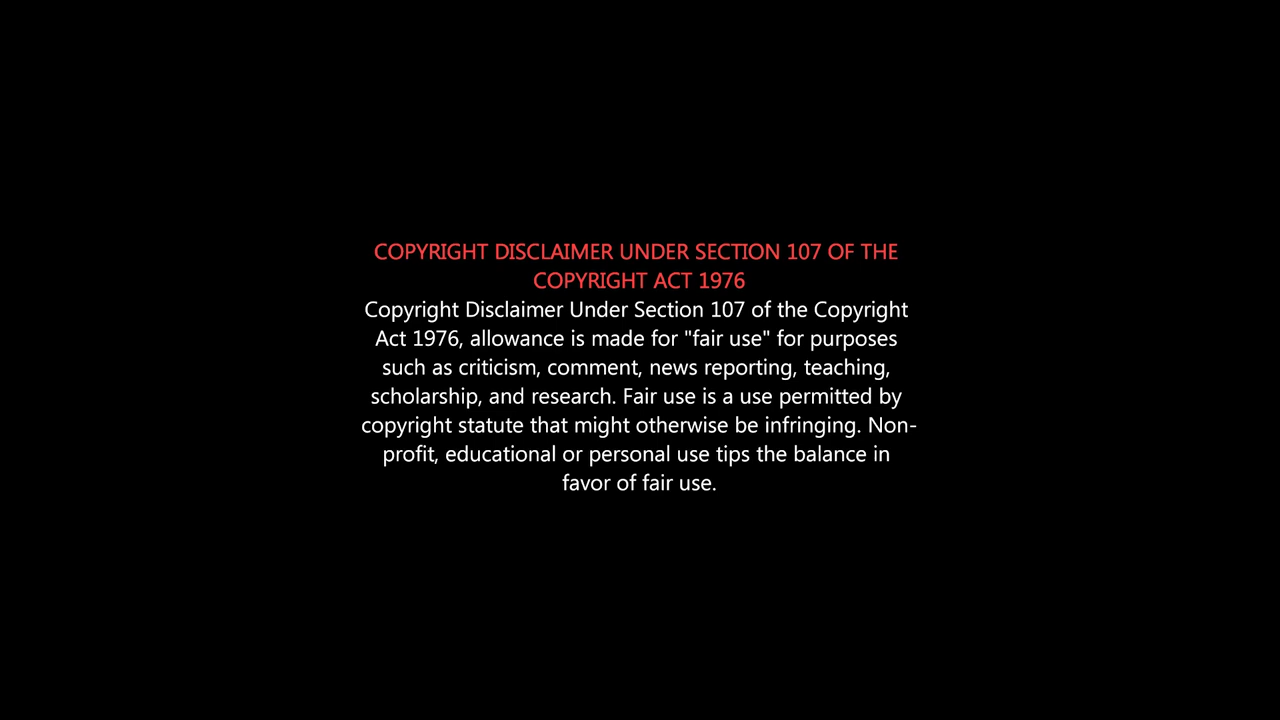 COPYRIGHT DISCLAIMER UNDER SECTION 107 OF THE
COPYRIGHT ACT 1976
Copyright Disclaimer Under Section 107 of the Copyright
Act 1976, allowance is made for "fair use" for purposes
such as criticism, comment, news reporting, teaching,
scholarship, and research. Fair use is a use permitted by
copyright statute that might otherwise be infringing. Non-
profit, educational or personal use tips the balance in
favor of fair use.